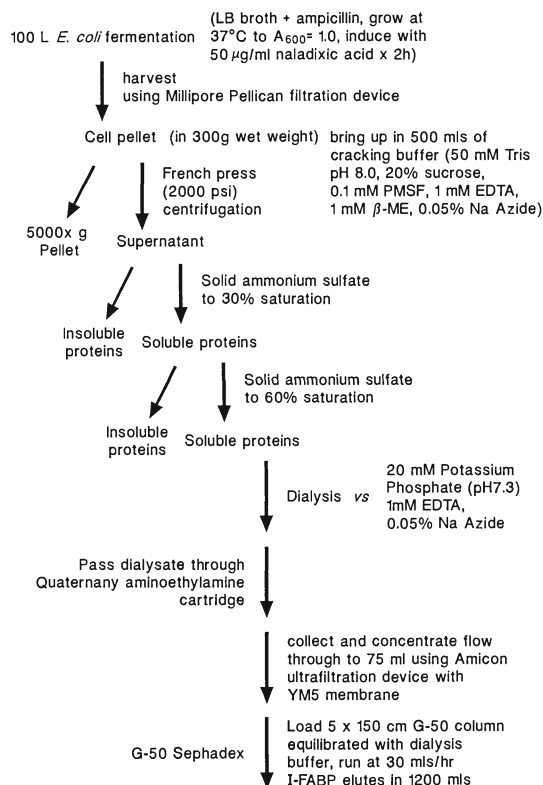 100 L E. coli fermentation
(LB broth + ampicillin, grow at
37°C to A600= 1.0, induce with
50 µg/ml naladixic acid x 2h)
harvest
using Millipore Pellican filtration device
Cell pellet (in 300g wet weight)
bring up in 500 mls of
cracking buffer (50 mM Tris
pH 8.0, 20% sucrose,
0.1 mM PMSF, 1 mM EDTA,
1 mM β-ME, 0.05% Na Azide)
French press
(2000 psi)
centrifugation
5000x g
Pellet
Supernatant
Solid ammonium sulfate
to 30% saturation
Insoluble
proteins
Soluble proteins
Solid ammonium sulfate
to 60% saturation
Insoluble
proteins
Soluble proteins
Dialysis vs
20 mM Potassium
Phosphate (pH7.3)
1mM EDTA,
0.05% Na Azide
Pass dialysate through
Quaternany aminoethylamine
cartridge
collect and concentrate flow
through to 75 ml using Amicon
ultrafiltration device with
YM5 membrane
G-50 Sephadex
Load 5 x 150 cm G-50 column
equilibrated with dialysis
buffer, run at 30 mls/hr
I-FABP elutes in 1200 mls